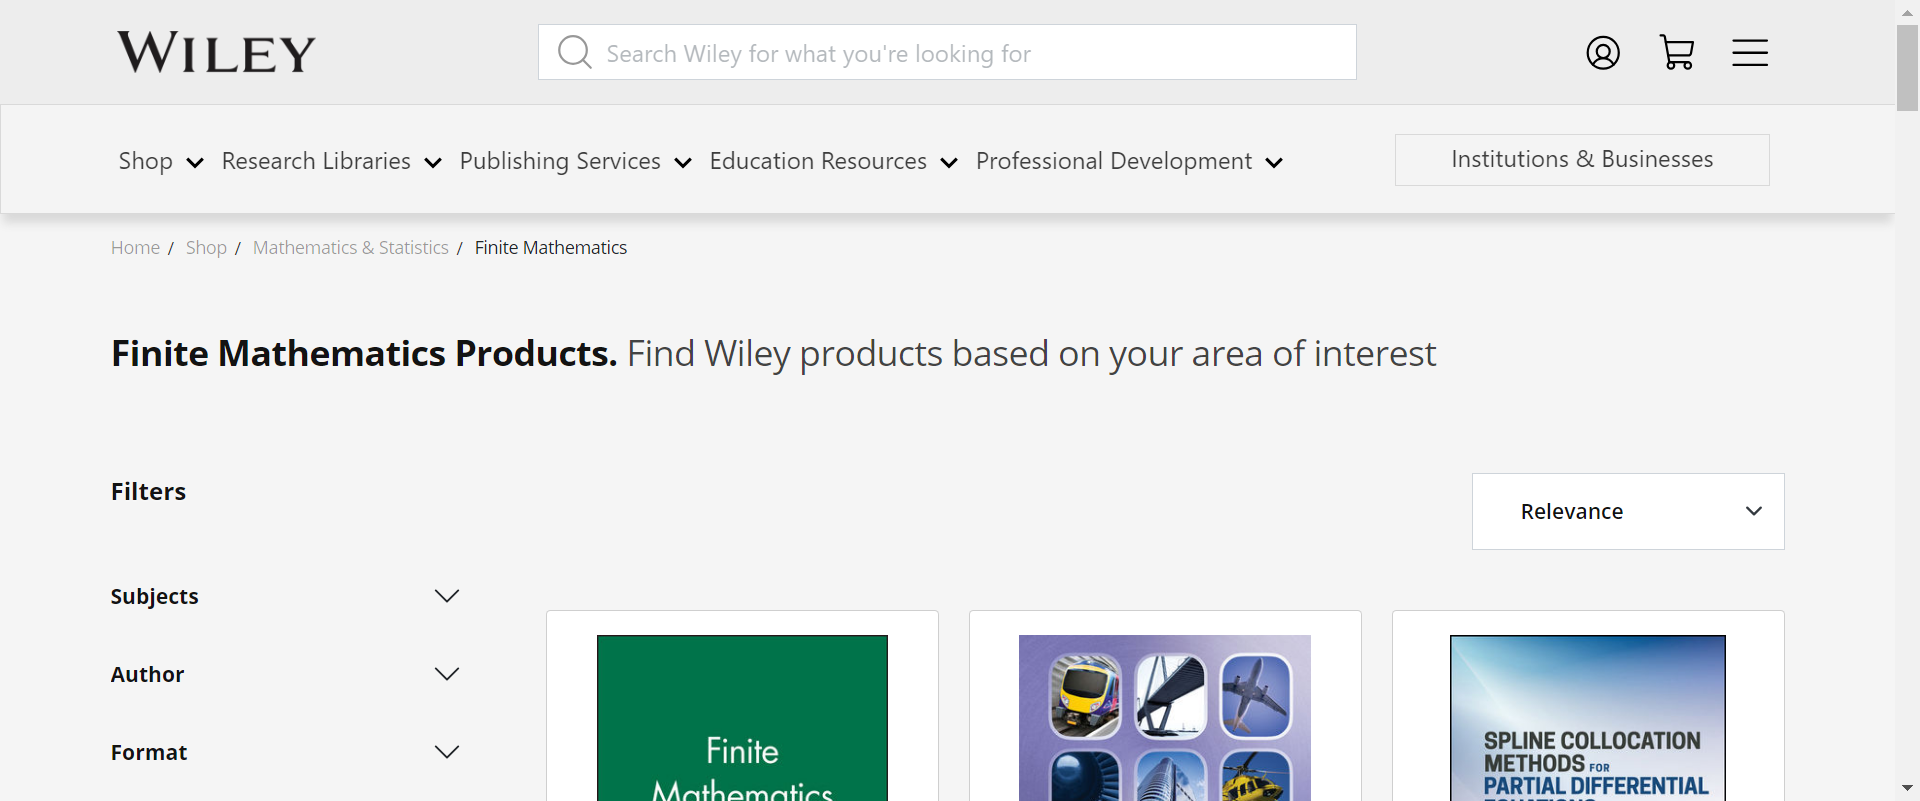 WILEY
Search Wiley for what you're looking for
Shop Research Libraries Publishing Services Education Resources Professional Development Institutions & Businesses
Home / Shop / Mathematics & Statistics / Finite Mathematics
Finite Mathematics Products. Find Wiley products based on your area of interest
Filters
Relevance
Subjects
Author
Format
Finite
Mathematics
SPLINE COLLOCATION
METHODS FOR
PARTIAL DIFFERENTIAL
EQUATIONS